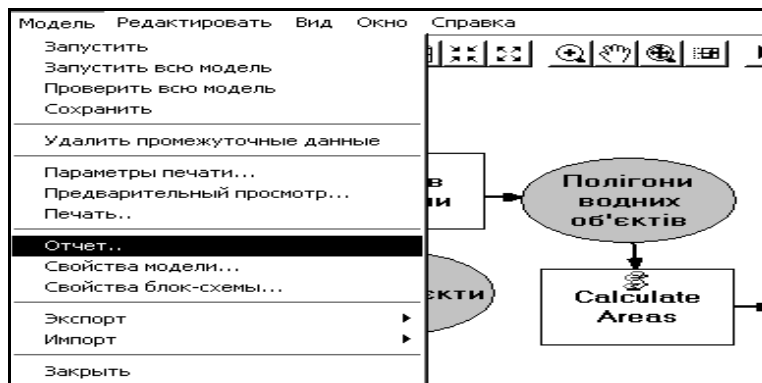 Модель Редактировать Вид Окно Справка
Запустить
Запустить всю модель
Проверить всю модель
Сохранить
Удалить промежуточные данные
Параметры печати...
Предварительный просмотр...
Печать..
Отчет..
Свойства модели...
Свойства блок-схемы...
Экспорт
Импорт
Закрыть
Полігони
водних
об'єктів
Calculate
Areas